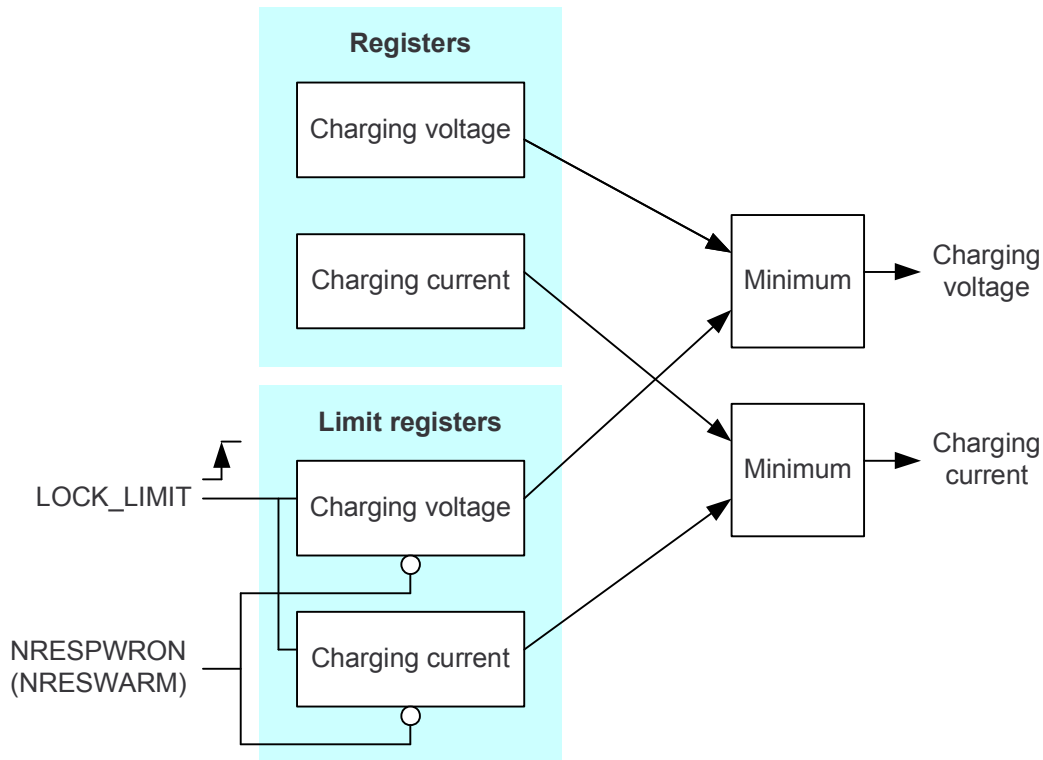 Registers
Charging voltage
Charging current
Minimum
Charging
voltage
Limit registers
LOCK_LIMIT
Charging voltage
NRESPWRON
(NRESWARM)
Charging current
Minimum
Charging
current